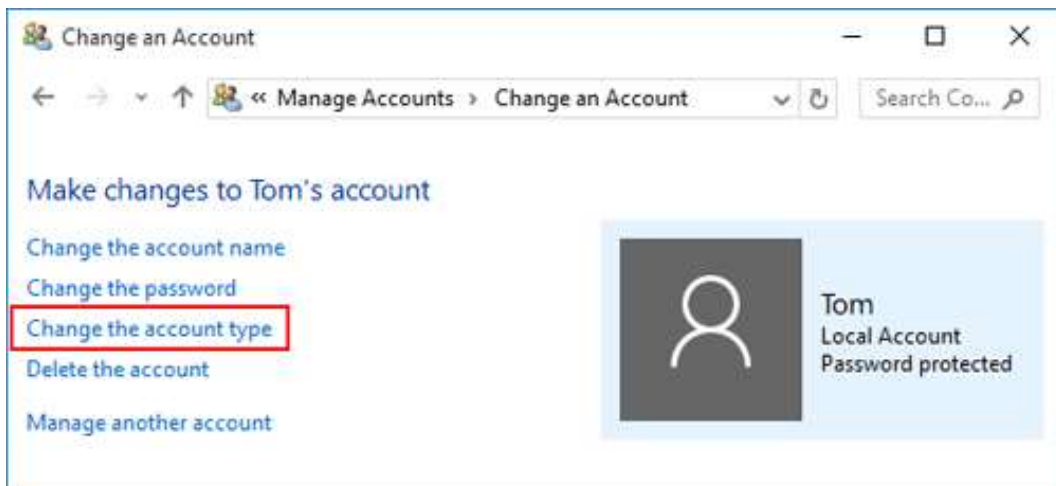 Change an Account
« Manage Accounts › Change an Account
Search Co...
Make changes to Tom's account
Change the account name
Change the password
Change the account type
Delete the account
Manage another account
Tom
Local Account
Password protected